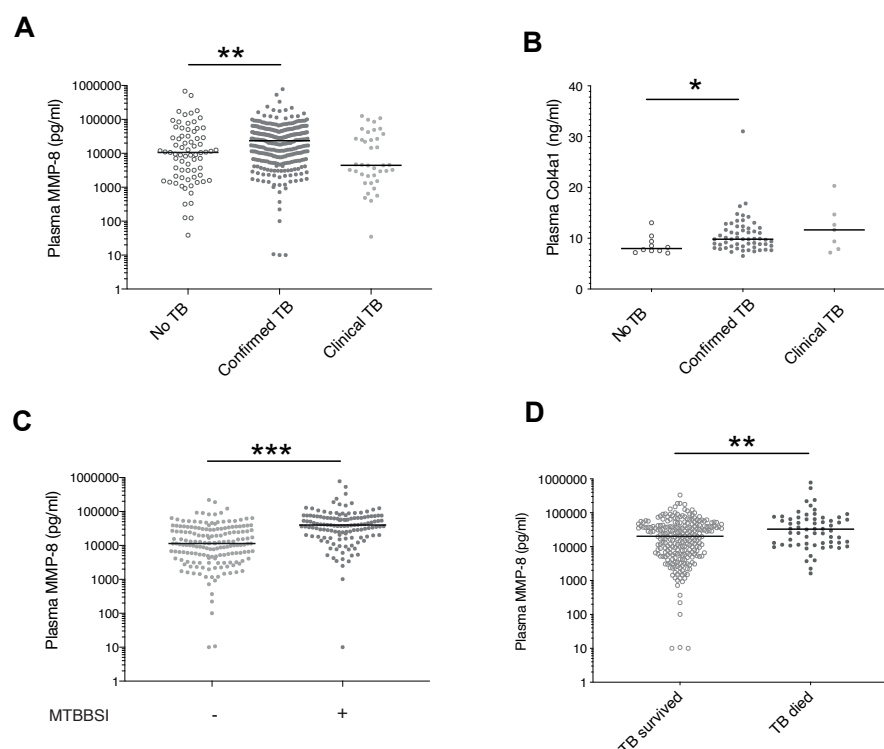 A
**
Plasma MMP-8 (pg/ml)
1000000
100000
10000
1000
100
10
1
No TB
Confirmed TB
Clinical TB
B
*
Plasma Col4a1 (ng/ml)
40
30
20
10
0
No TB
Confirmed TB
Clinical TB
C
***
Plasma MMP-8 (pg/ml)
1000000
100000
10000
1000
100
10
1
MTBBSI - +
D
**
Plasma MMP-8 (pg/ml)
1000000
100000
10000
1000
100
10
1
TB survived
TB died